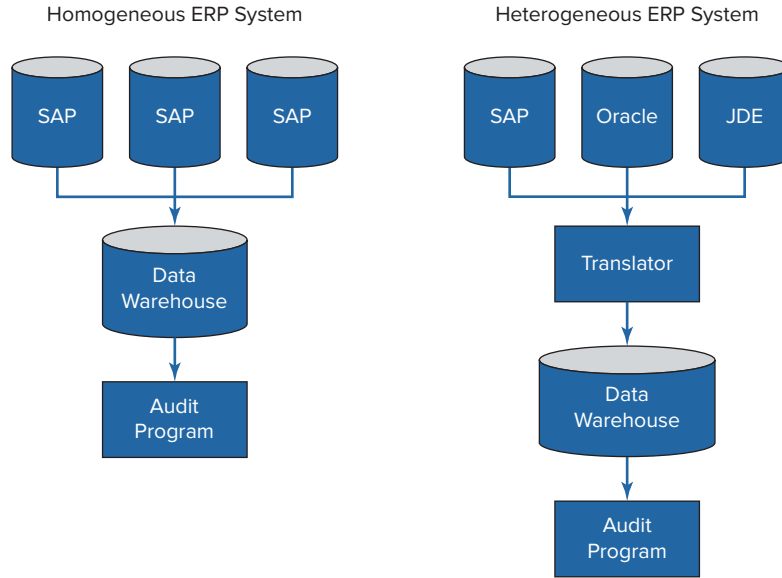 Homogeneous ERP System
SAP
SAP
SAP
Data
Warehouse
Audit
Program
Heterogeneous ERP System
SAP
Oracle
JDE
Translator
Data
Warehouse
Audit
Program